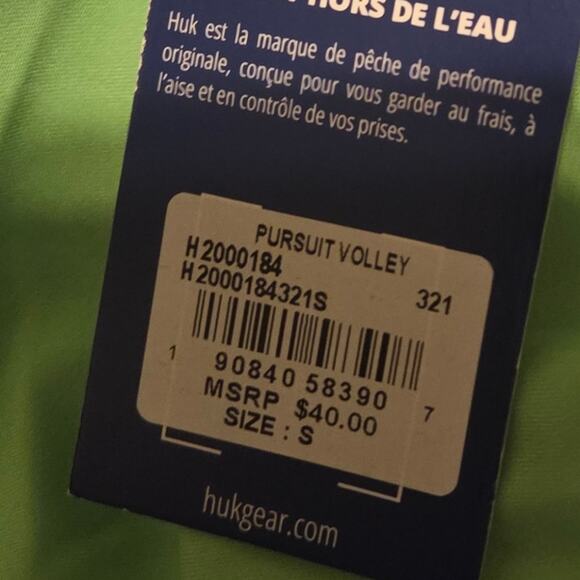 HORS DE L'EAU
Huk est la marque de pêche de performance
originale, conçue pour vous garder au frais, à
l'aise et en contrôle de vos prises.
PURSUIT VOLLEY
H2000184 321
H2000184321S
1 90840 58390 7
MSRP $40.00
SIZE : S
hukgear.com